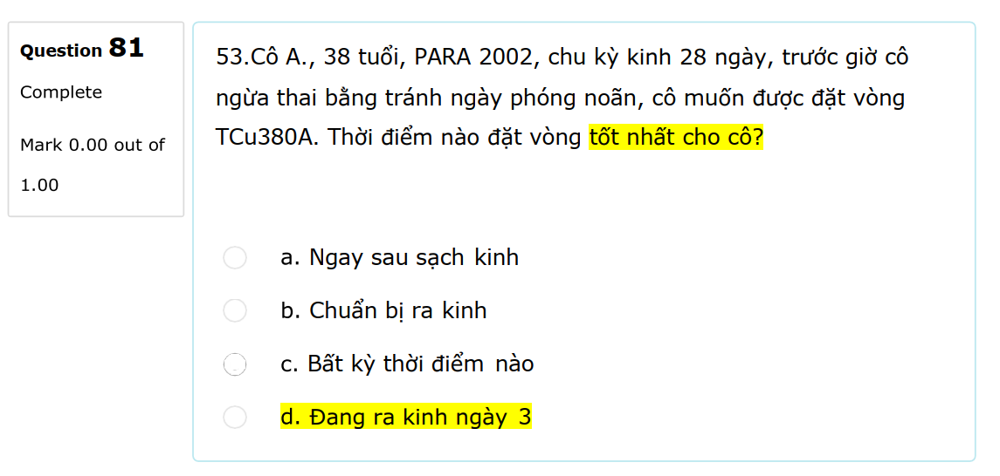 Question 81
Complete
Mark 0.00 out of
1.00
53.Cô A., 38 tuổi, PARA 2002, chu kỳ kinh 28 ngày, trước giờ cô
ngừa thai bằng tránh ngày phóng noãn, cô muốn được đặt vòng
TCu380A. Thời điểm nào đặt vòng tốt nhất cho cô?
a. Ngay sau sạch kinh
b. Chuẩn bị ra kinh
c. Bất kỳ thời điểm nào
d. Đang ra kinh ngày 3